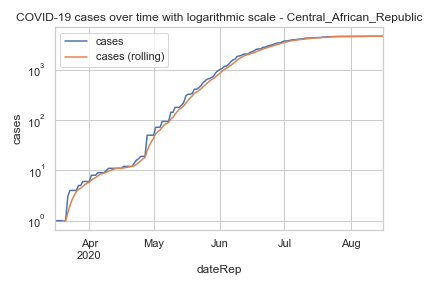 COVID-19 cases over time with logarithmic scale - Central_African_Republic
cases
cases (rolling)
10³
10²
10¹
10⁰
cases
Apr May Jun Jul Aug
2020
dateRep